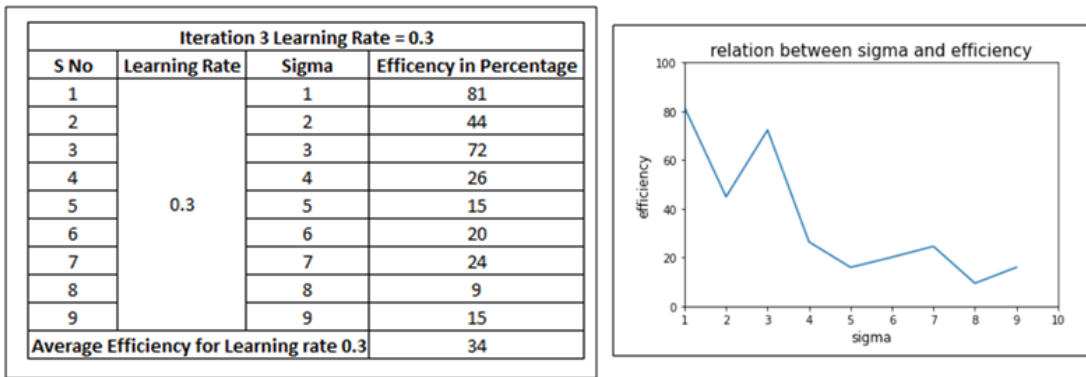 Iteration 3 Learning Rate = 0.3
S No Learning Rate Sigma Efficency in Percentage
1 1 81
2 2 44
3 3 72
4 4 26
5 0.3 5 15
6 6 20
7 7 24
8 8 9
9 9 15
Average Efficiency for Learning rate 0.3 34
relation between sigma and efficiency
100
80
60
40
20
0
efficiency
1 2 3 4 5 6 7 8 9 10
sigma